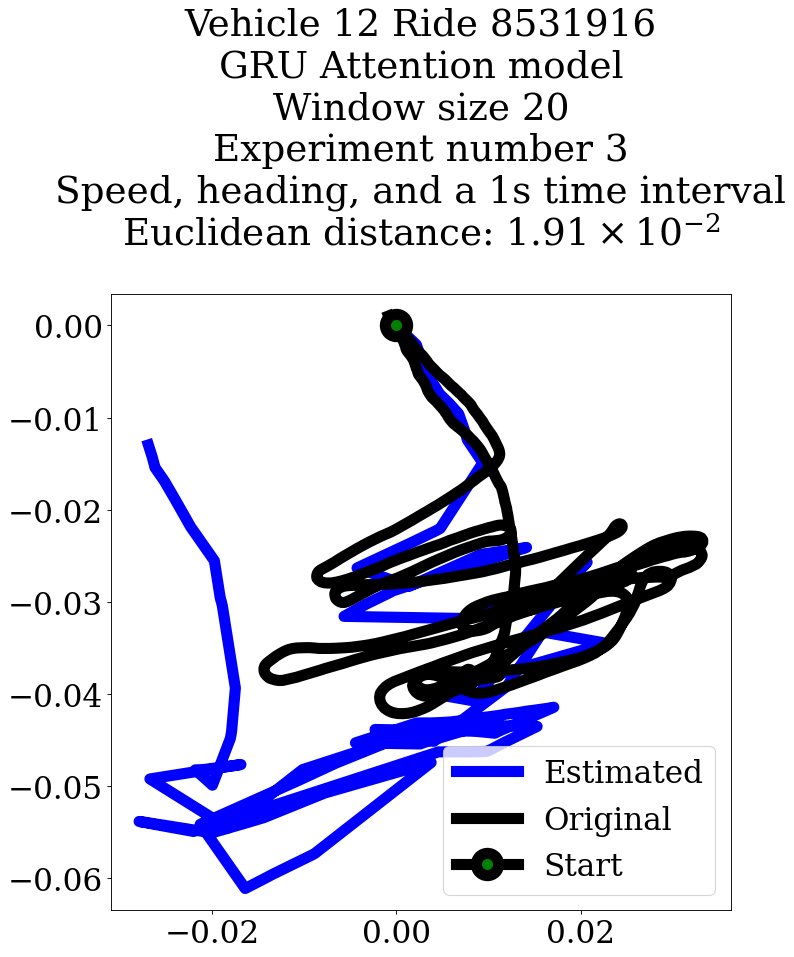 Vehicle 12 Ride 8531916
GRU Attention model
Window size 20
Experiment number 3
Speed, heading, and a 1s time interval
Euclidean distance: 1.91 × 10⁻²
0.00
−0.01
−0.02
−0.03
−0.04
−0.05
−0.06
Estimated
Original
Start
−0.02 0.00 0.02